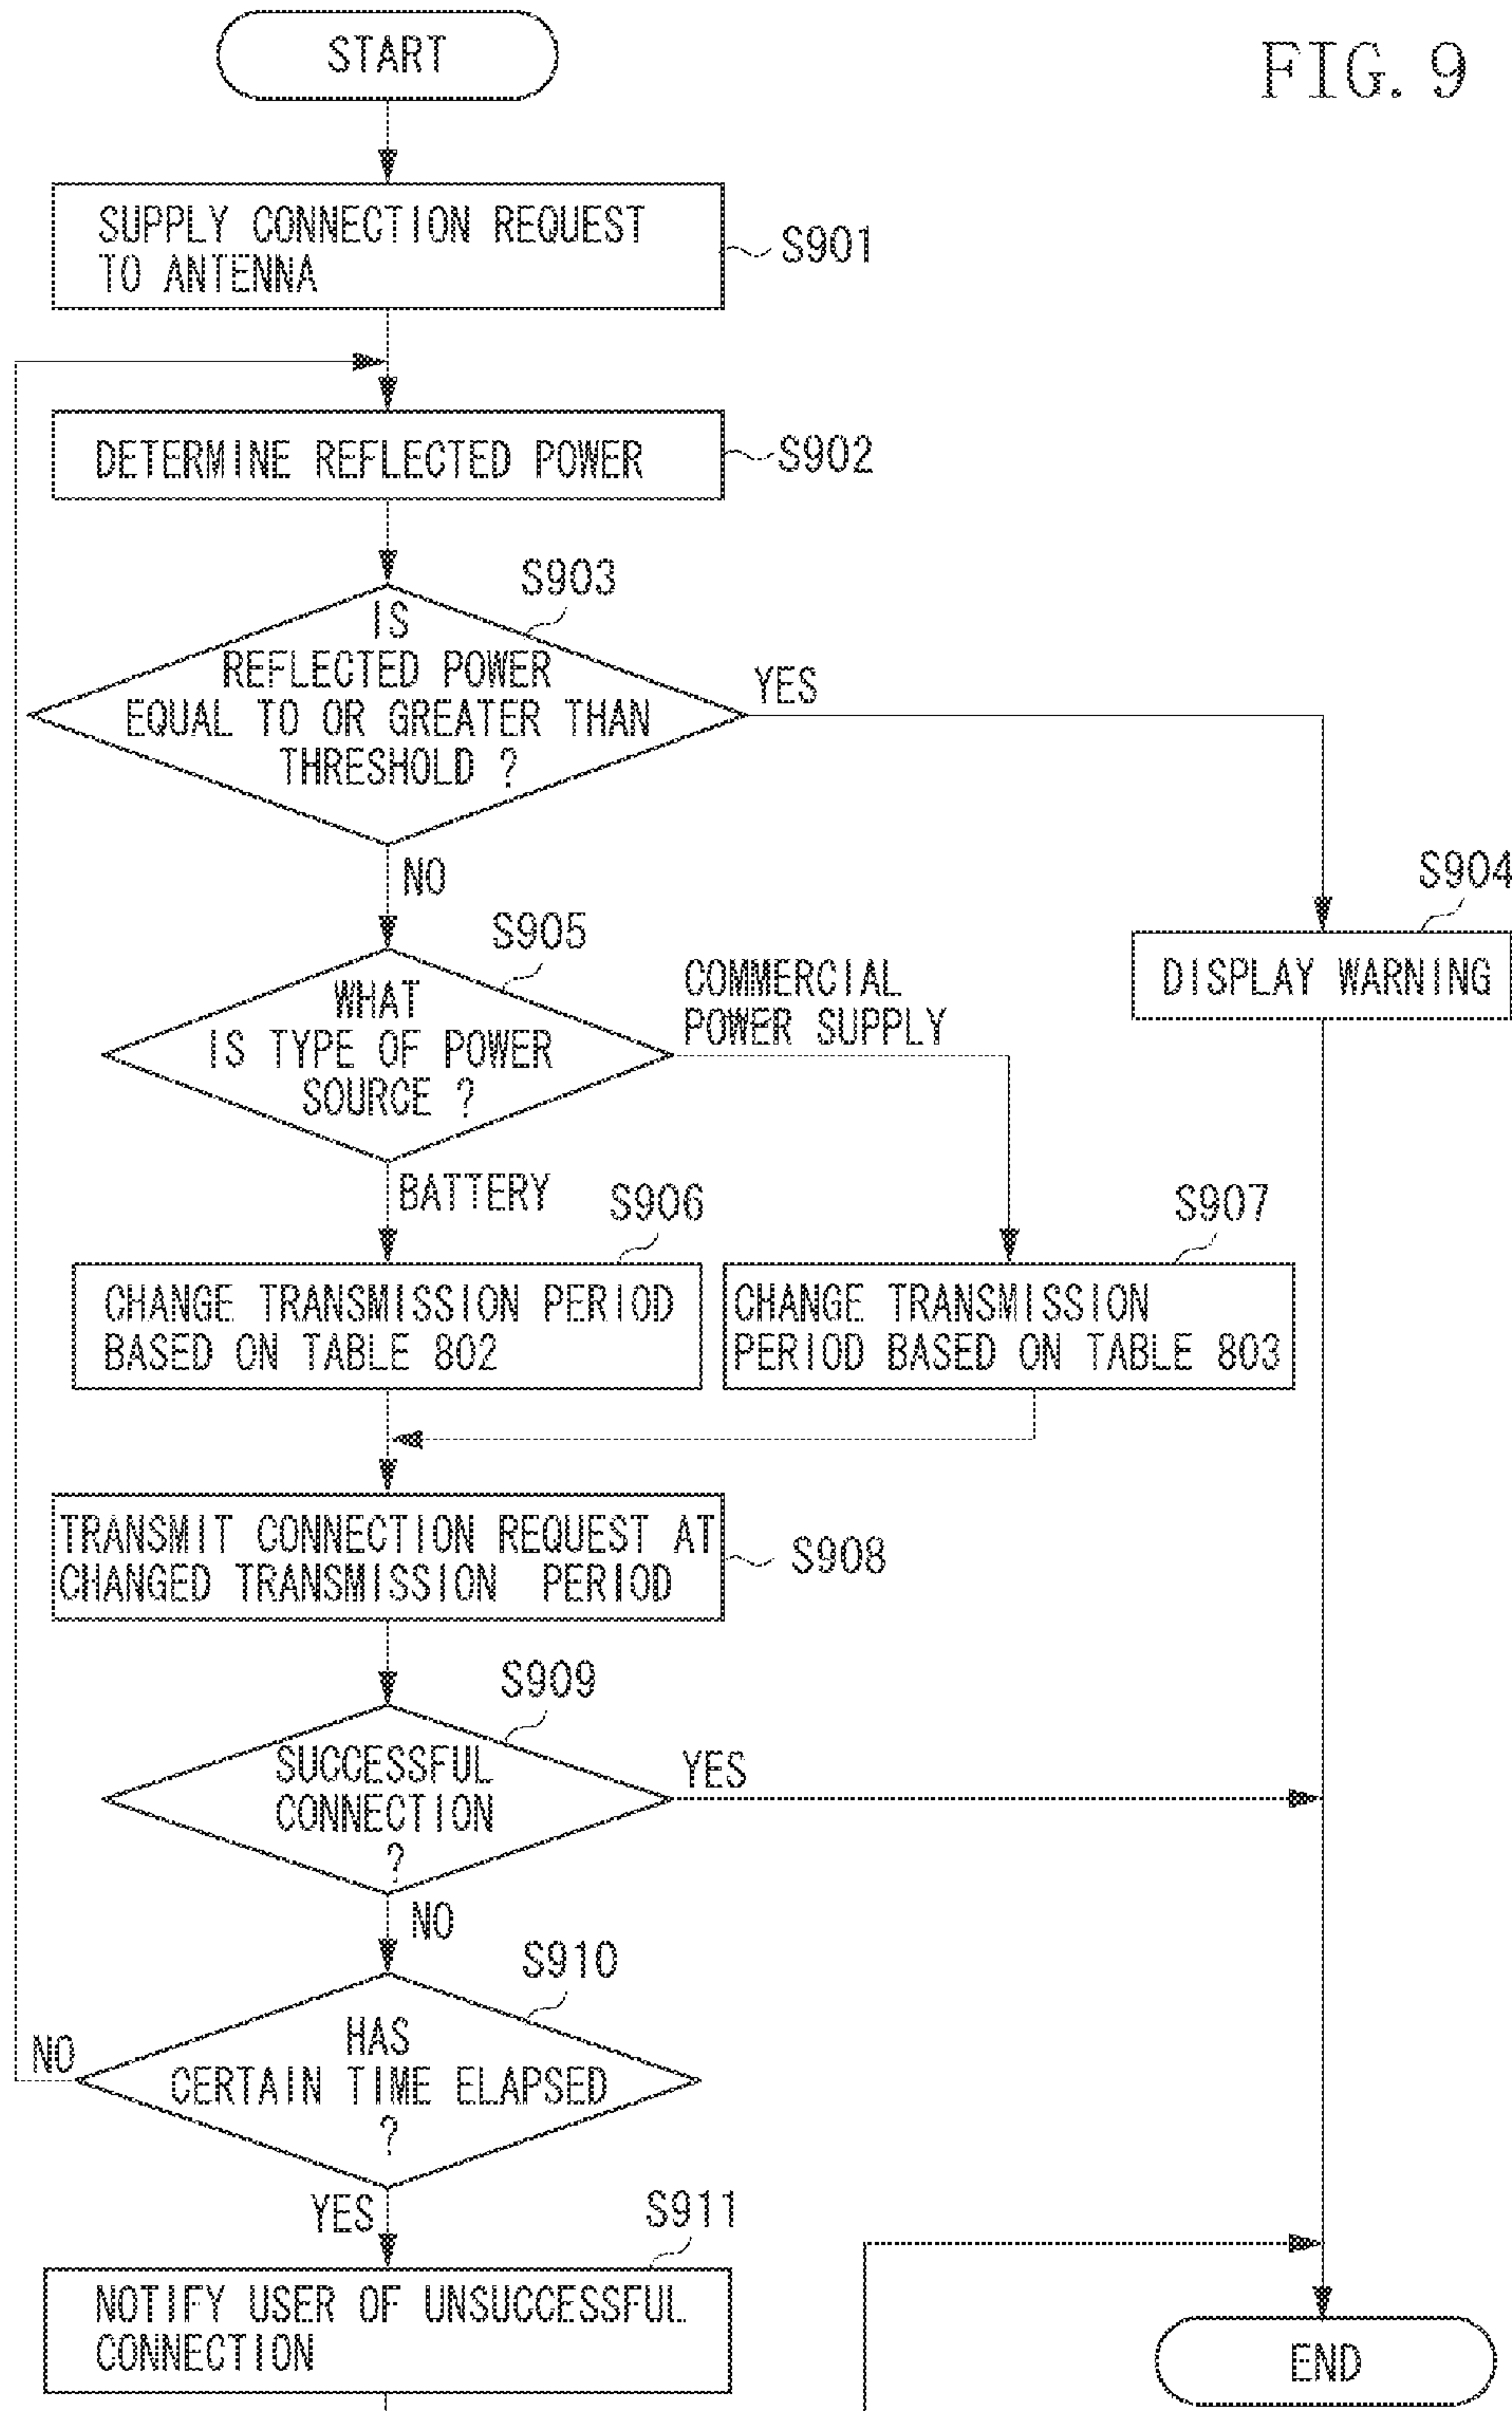 FIG. 9
START
SUPPLY CONNECTION REQUEST
TO ANTENNA
S901
DETERMINE REFLECTED POWER
S902
S903
IS
REFLECTED POWER
EQUAL TO OR GREATER THAN
THRESHOLD ?
YES
NO
S904
DISPLAY WARNING
S905
WHAT
IS TYPE OF POWER
SOURCE ?
COMMERCIAL
POWER SUPPLY
BATTERY
S906
CHANGE TRANSMISSION PERIOD
BASED ON TABLE 802
S907
CHANGE TRANSMISSION
PERIOD BASED ON TABLE 803
TRANSMIT CONNECTION REQUEST AT
CHANGED TRANSMISSION PERIOD
S908
S909
SUCCESSFUL
CONNECTION
?
YES
NO
S910
HAS
CERTAIN TIME ELAPSED
?
NO
YES
S911
NOTIFY USER OF UNSUCCESSFUL
CONNECTION
END